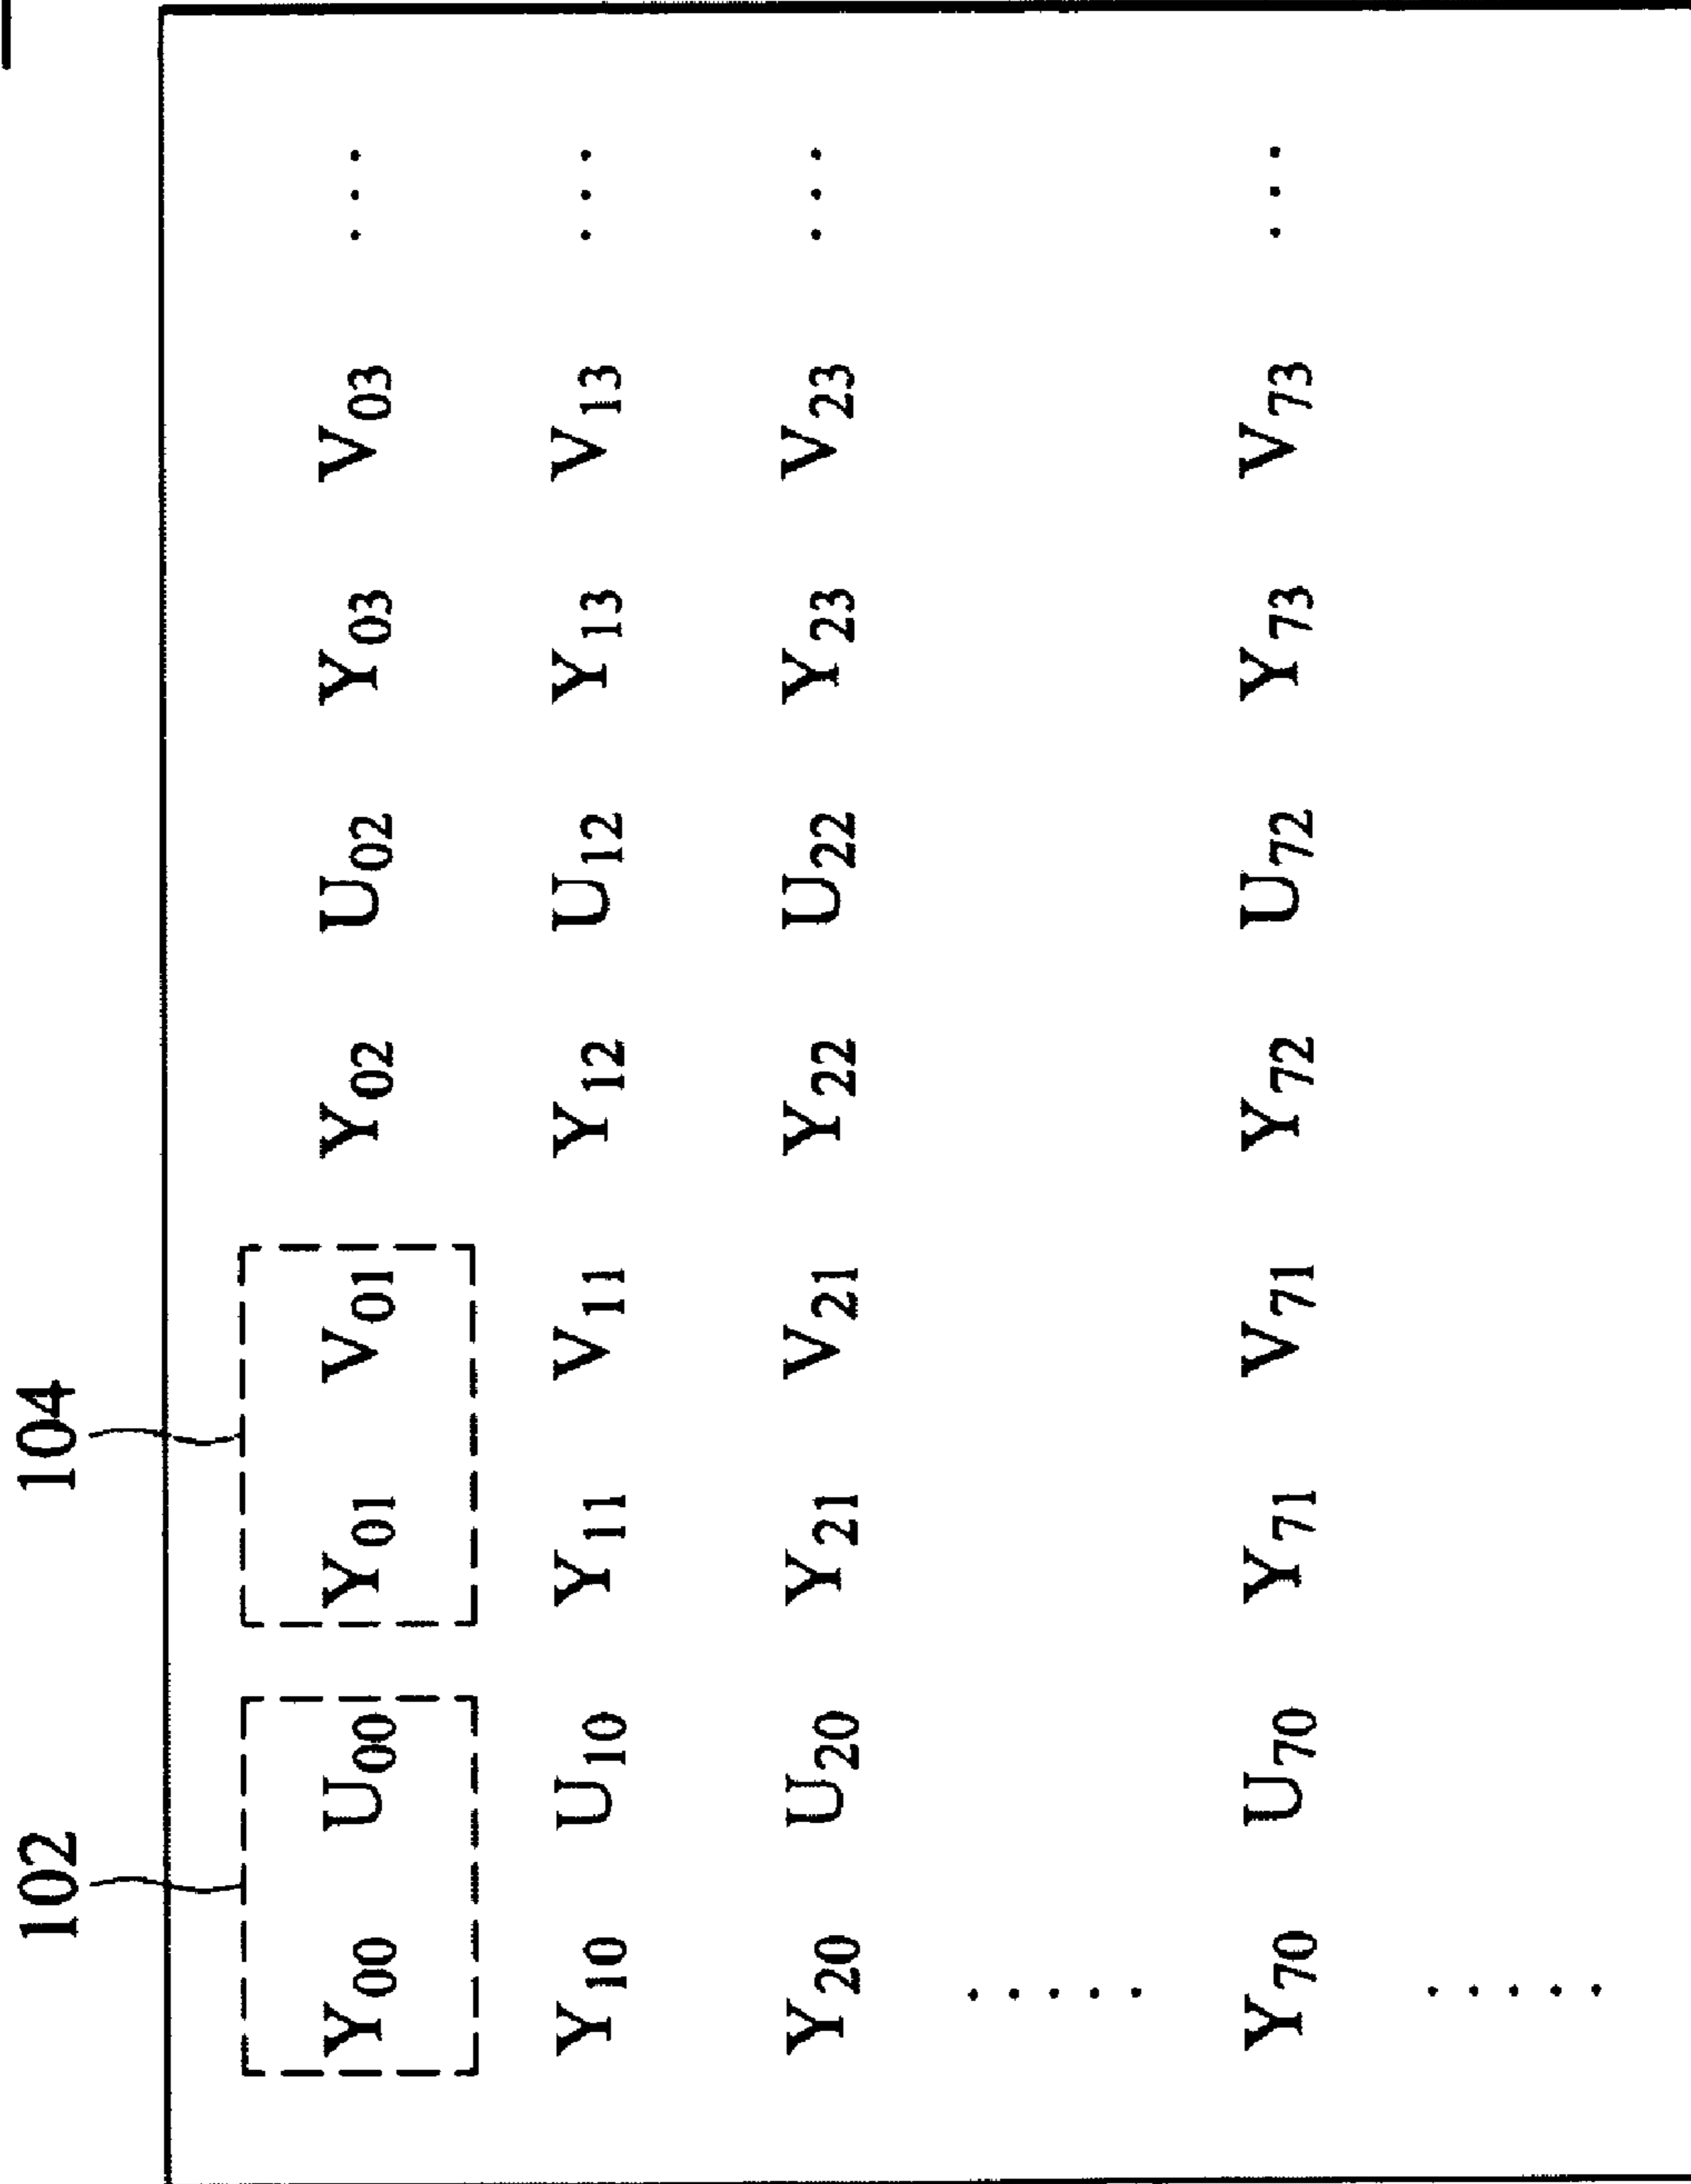 102 104
Y00 U00 Y01 V01 Y02 U02 Y03 V03 ...
Y10 U10 Y11 V11 Y12 U12 Y13 V13 ...
Y20 U20 Y21 V21 Y22 U22 Y23 V23 ...
.....
Y70 U70 Y71 V71 Y72 U72 Y73 V73 ...
.....